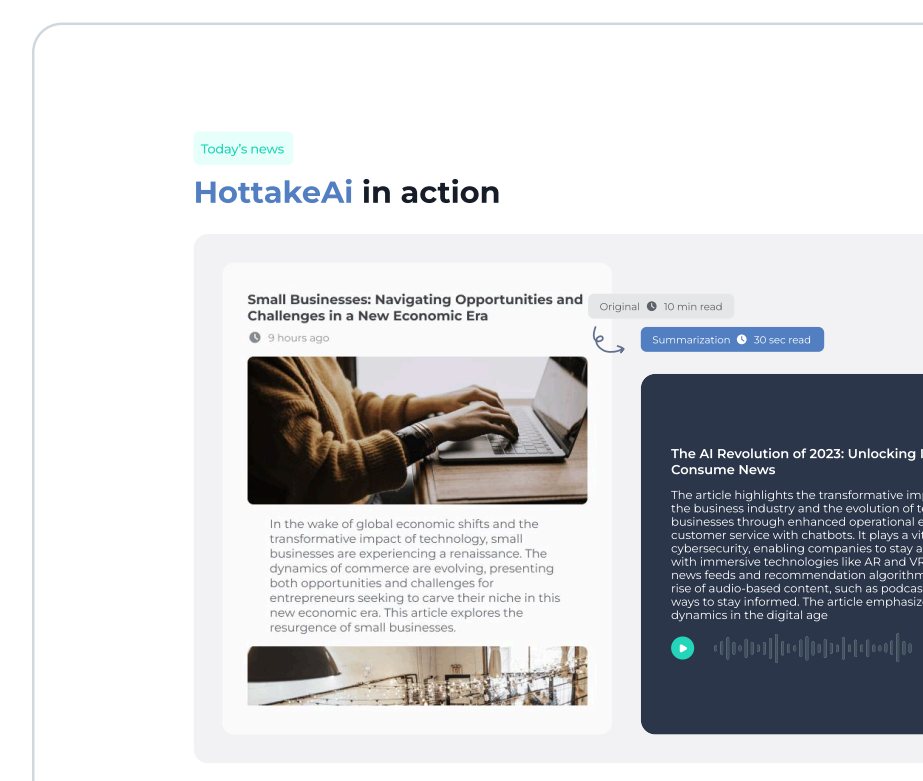 Today's news
HottakeAi in action
Small Businesses: Navigating Opportunities and
Challenges in a New Economic Era
9 hours ago
Original 10 min read
Summarization 30 sec read
In the wake of global economic shifts and the
transformative impact of technology, small
businesses are experiencing a renaissance. The
dynamics of commerce are evolving, presenting
both opportunities and challenges for
entrepreneurs seeking to carve their niche in this
new economic era. This article explores the
resurgence of small businesses.
The AI Revolution of 2023: Unlocking
Consume News
The article highlights the transformative
the business industry and the evolution of
businesses through enhanced operational
customer service with chatbots. It plays a
cybersecurity, enabling companies to stay
with immersive technologies like AR and VR
news feeds and recommendation
rise of audio-based content, such as
ways to stay informed. The article
dynamics in the digital age